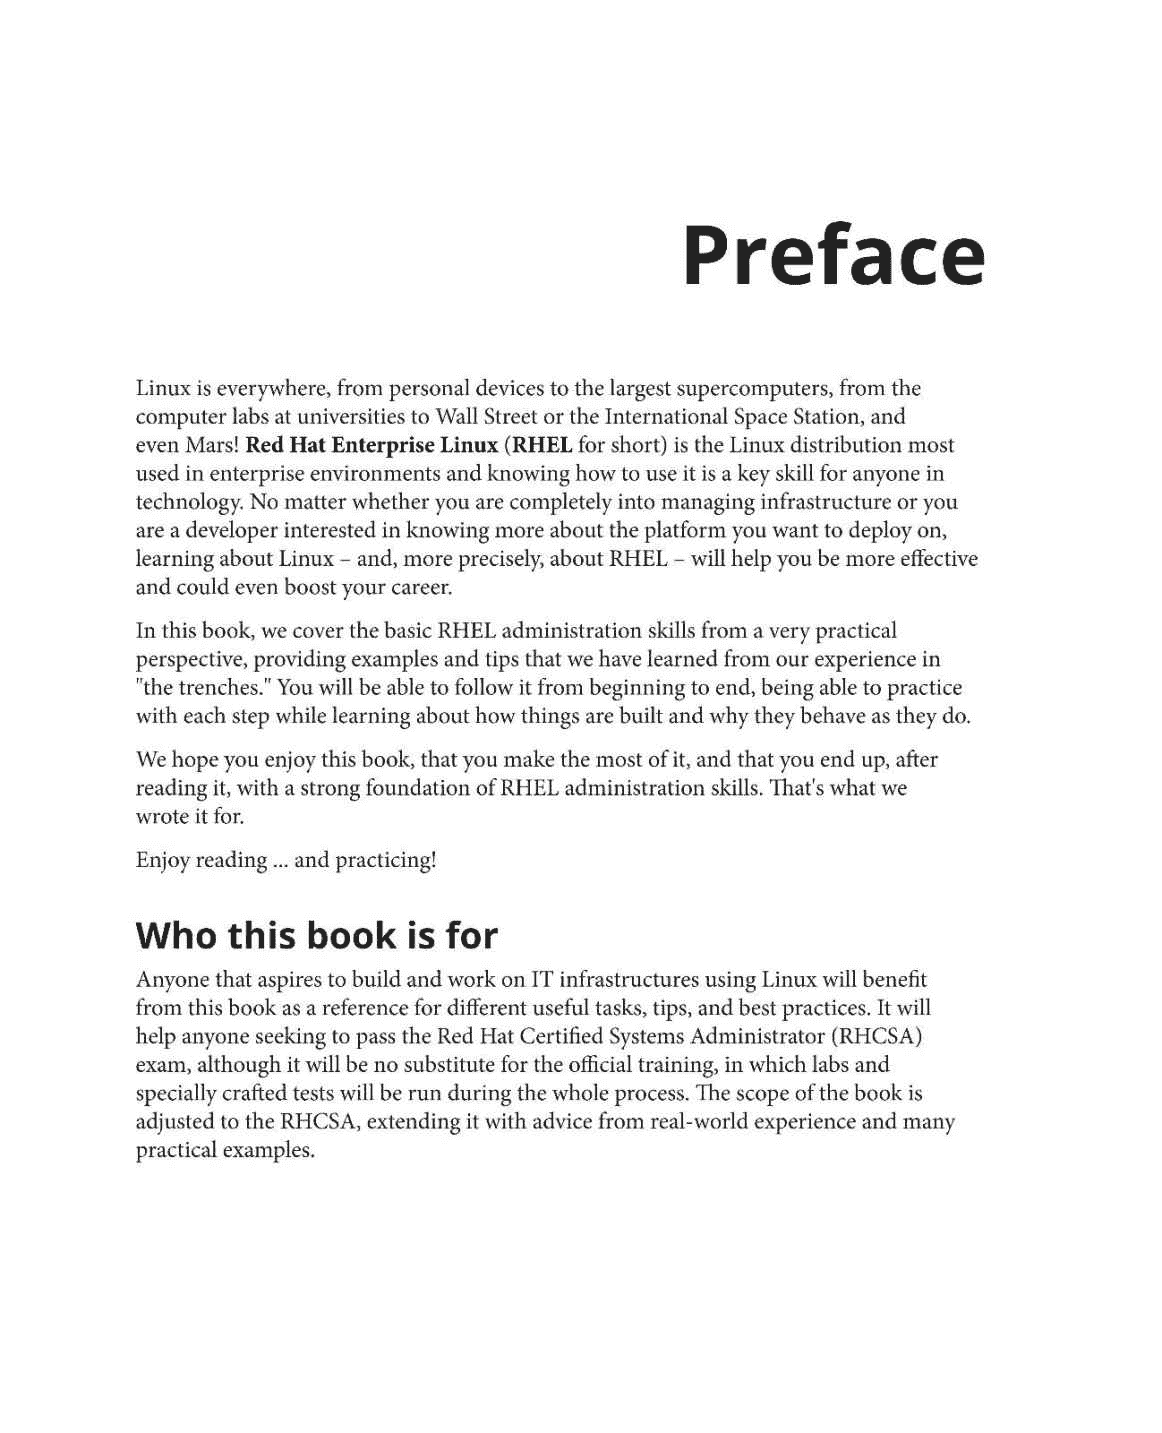 Preface
Linux is everywhere, from personal devices to the largest supercomputers, from the
computer labs at universities to Wall Street or the International Space Station, and
even Mars! Red Hat Enterprise Linux (RHEL for short) is the Linux distribution most
used in enterprise environments and knowing how to use it is a key skill for anyone in
technology. No matter whether you are completely into managing infrastructure or you
are a developer interested in knowing more about the platform you want to deploy on,
learning about Linux – and, more precisely, about RHEL – will help you be more effective
and could even boost your career.
In this book, we cover the basic RHEL administration skills from a very practical
perspective, providing examples and tips that we have learned from our experience in
"the trenches." You will be able to follow it from beginning to end, being able to practice
with each step while learning about how things are built and why they behave as they do.
We hope you enjoy this book, that you make the most of it, and that you end up, after
reading it, with a strong foundation of RHEL administration skills. That's what we
wrote it for.
Enjoy reading ... and practicing!
Who this book is for
Anyone that aspires to build and work on IT infrastructures using Linux will benefit
from this book as a reference for different useful tasks, tips, and best practices. It will
help anyone seeking to pass the Red Hat Certified Systems Administrator (RHCSA)
exam, although it will be no substitute for the official training, in which labs and
specially crafted tests will be run during the whole process. The scope of the book is
adjusted to the RHCSA, extending it with advice from real-world experience and many
practical examples.